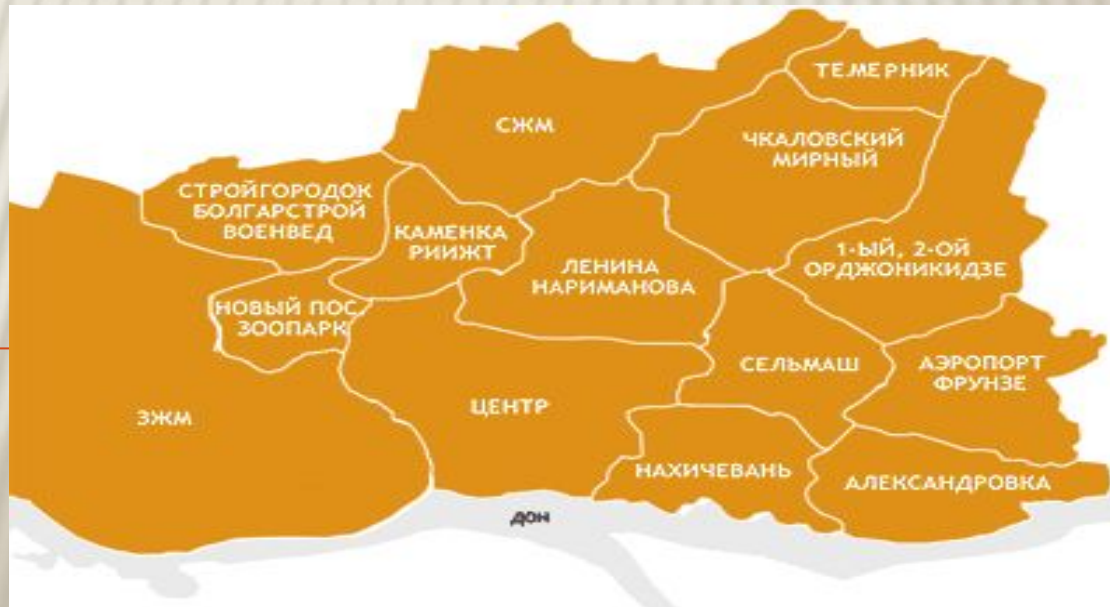 ТЕМЕРНИК
СЖМ
ЧКАЛОВСКИЙ
МИРНЫЙ
СТРОЙГОРОДОК
БОЛГАРСТРОЙ
ВОЕНВЕД
КАМЕНКА
РИИЖТ
ЛЕНИНА
НАРИМАНОВА
1-ЫЙ, 2-ОЙ
ОРДЖОНИКИДЗЕ
НОВЫЙ ПОС.
ЗООПАРК
СЕЛЬМАШ
АЭРОПОРТ
ФРУНЗЕ
ЗЖМ
ЦЕНТР
НАХИЧЕВАНЬ
АЛЕКСАНДРОВКА
ДОН